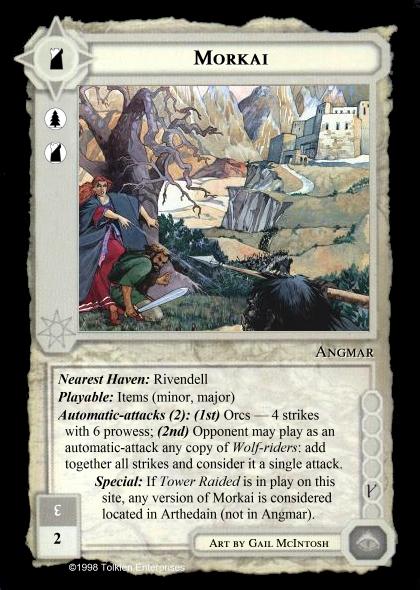 Morkai
Angmar
Nearest Haven: Rivendell
Playable: Items (minor, major)
Automatic-attacks (2): (1st) Orcs — 4 strikes
with 6 prowess; (2nd) Opponent may play as an
automatic-attack any copy of Wolf-riders: add
together all strikes and consider it a single attack.
Special: If Tower Raided is in play on this
site, any version of Morkai is considered
located in Arthedain (not in Angmar).
ε
2
Art by Gail McIntosh
©1998 Tolkien Enterprises